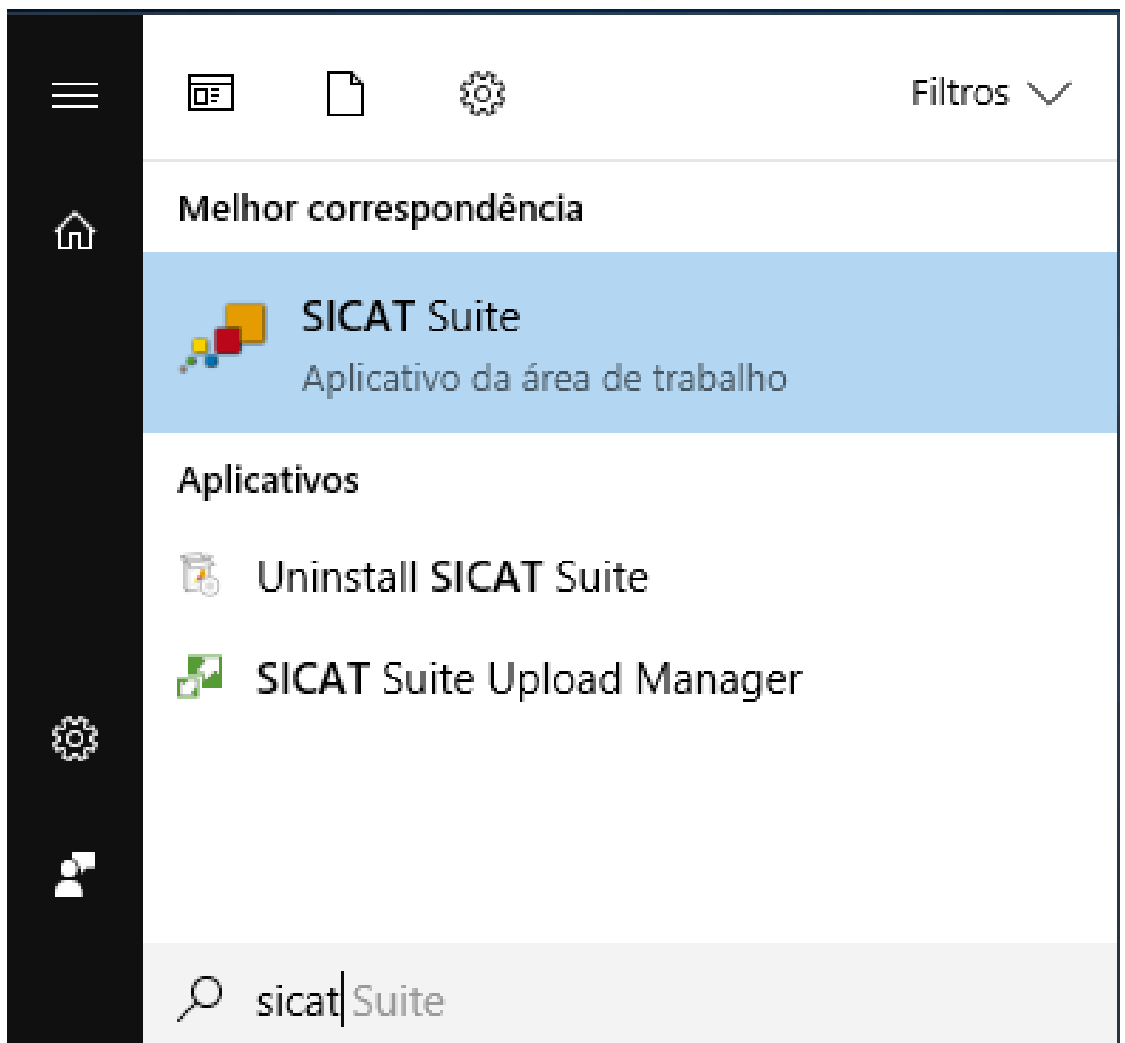 Filtros
Melhor correspondência
SICAT Suite
Aplicativo da área de trabalho
Aplicativos
Uninstall SICAT Suite
SICAT Suite Upload Manager
sicat Suite